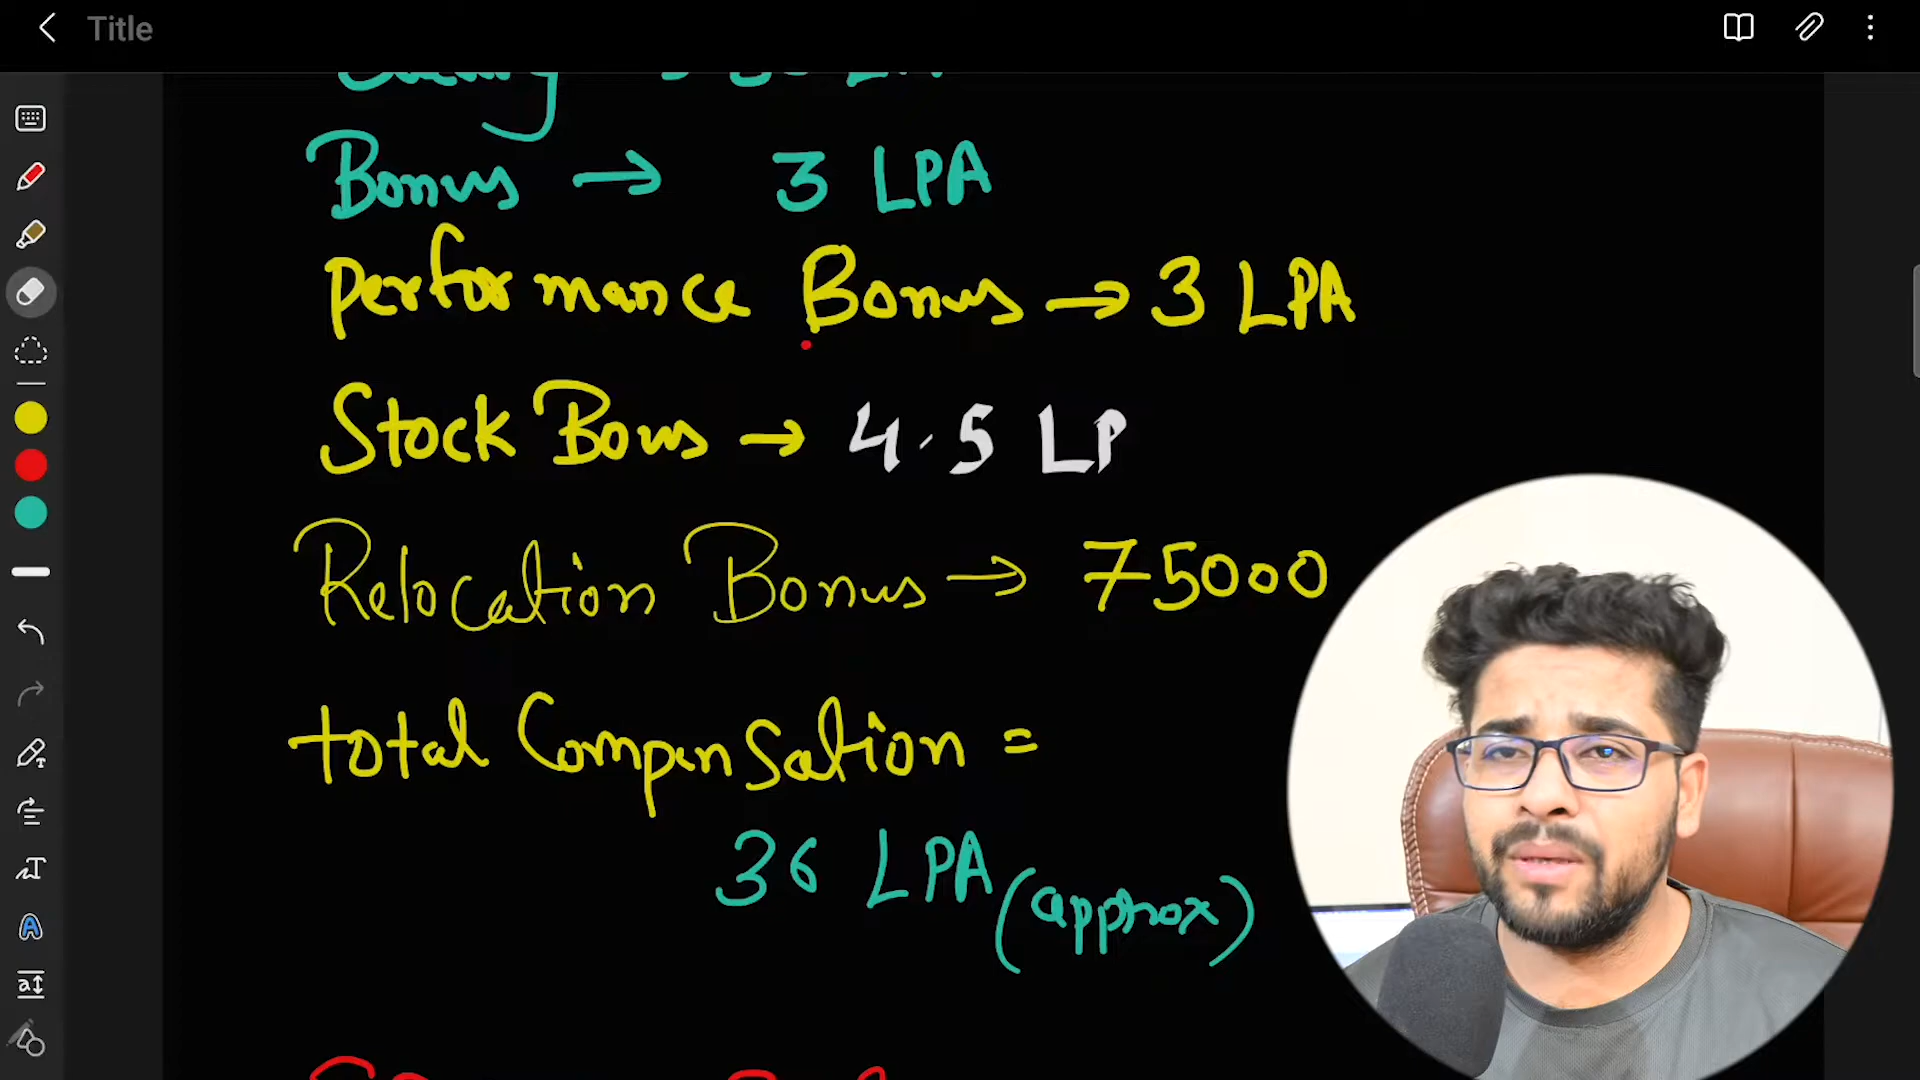 Title
Bonus → 3 LPA
Performance Bonus → 3 LPA
Stock Bous → 4.5 LP
Relocation Bonus → 75000
total Compensation =
36 LPA (approx)